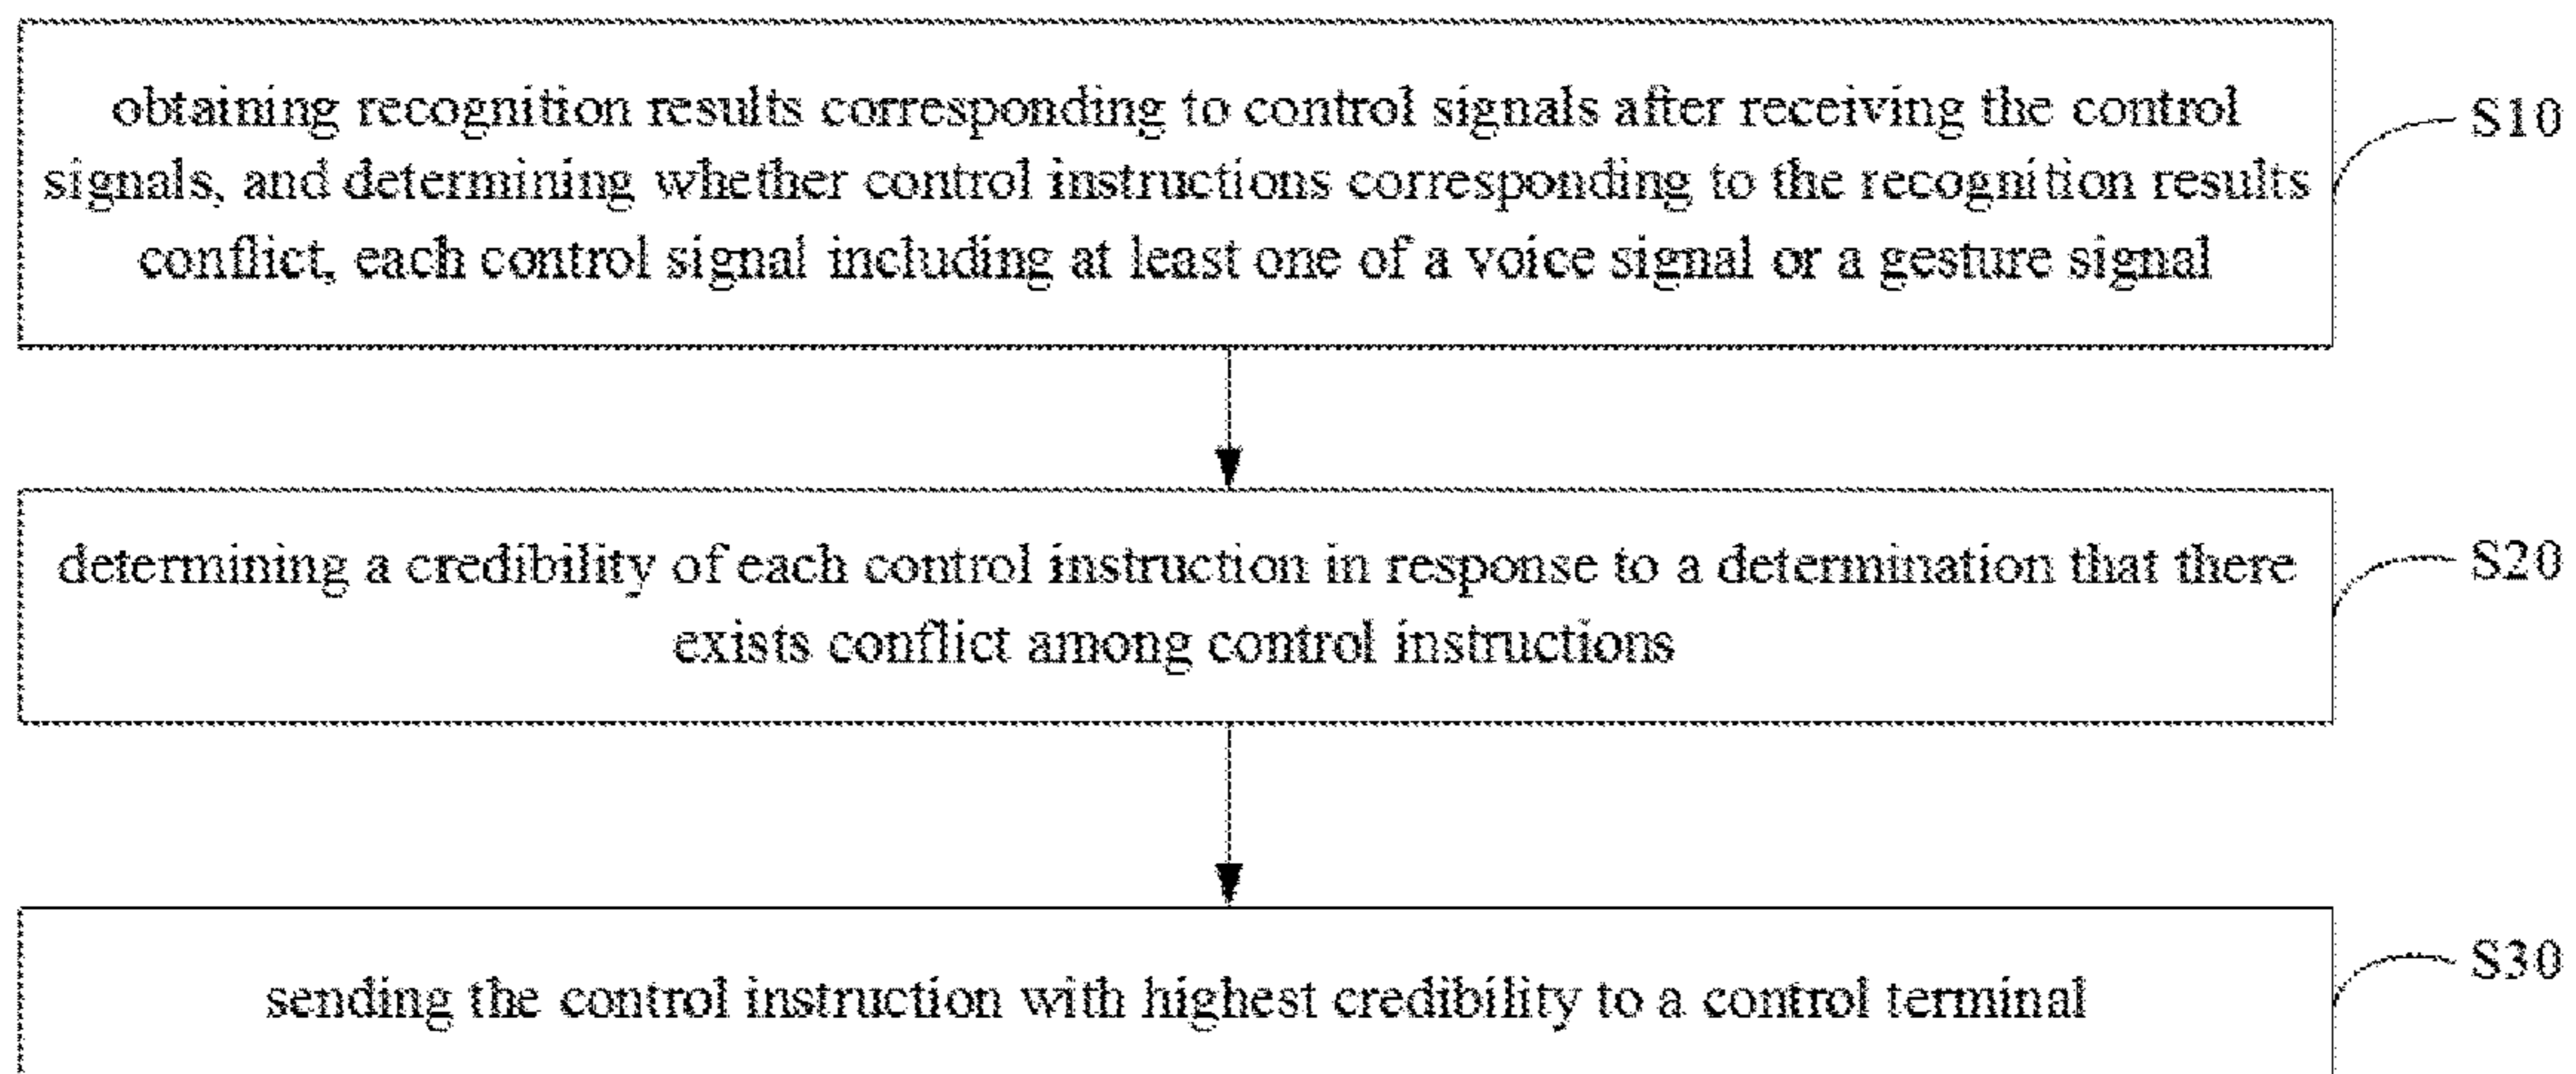 obtaining recognition results corresponding to control signals after receiving the control
signals, and determining whether control instructions corresponding to the recognition results
conflict, each control signal including at least one of a voice signal or a gesture signal
S10
determining a credibility of each control instruction in response to a determination that there
exists conflict among control instructions
S20
sending the control instruction with highest credibility to a control terminal
S30